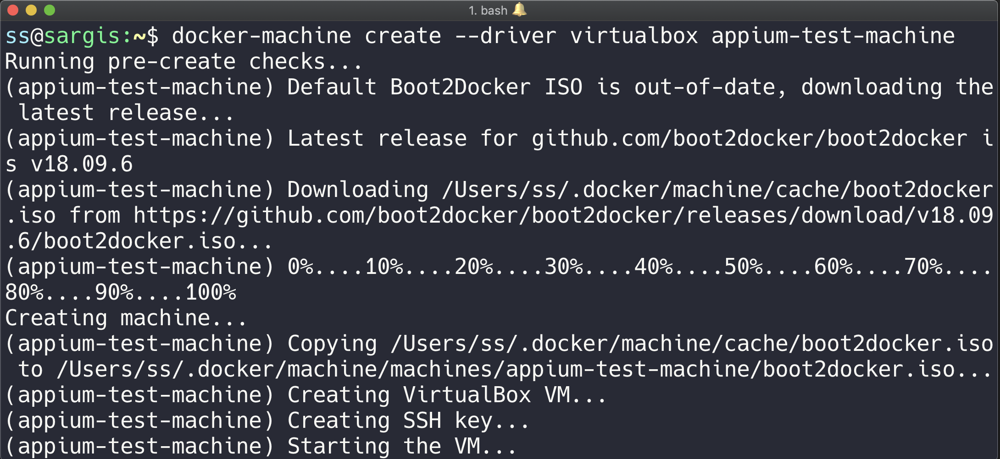 1. bash 🔔
ss@sargis:~$ docker-machine create --driver virtualbox appium-test-machine
Running pre-create checks...
(appium-test-machine) Default Boot2Docker ISO is out-of-date, downloading the
 latest release...
(appium-test-machine) Latest release for github.com/boot2docker/boot2docker i
s v18.09.6
(appium-test-machine) Downloading /Users/ss/.docker/machine/cache/boot2docker
.iso from https://github.com/boot2docker/boot2docker/releases/download/v18.09
.6/boot2docker.iso...
(appium-test-machine) 0%....10%....20%....30%....40%....50%....60%....70%....
80%....90%....100%
Creating machine...
(appium-test-machine) Copying /Users/ss/.docker/machine/cache/boot2docker.iso
 to /Users/ss/.docker/machine/machines/appium-test-machine/boot2docker.iso...
(appium-test-machine) Creating VirtualBox VM...
(appium-test-machine) Creating SSH key...
(appium-test-machine) Starting the VM...